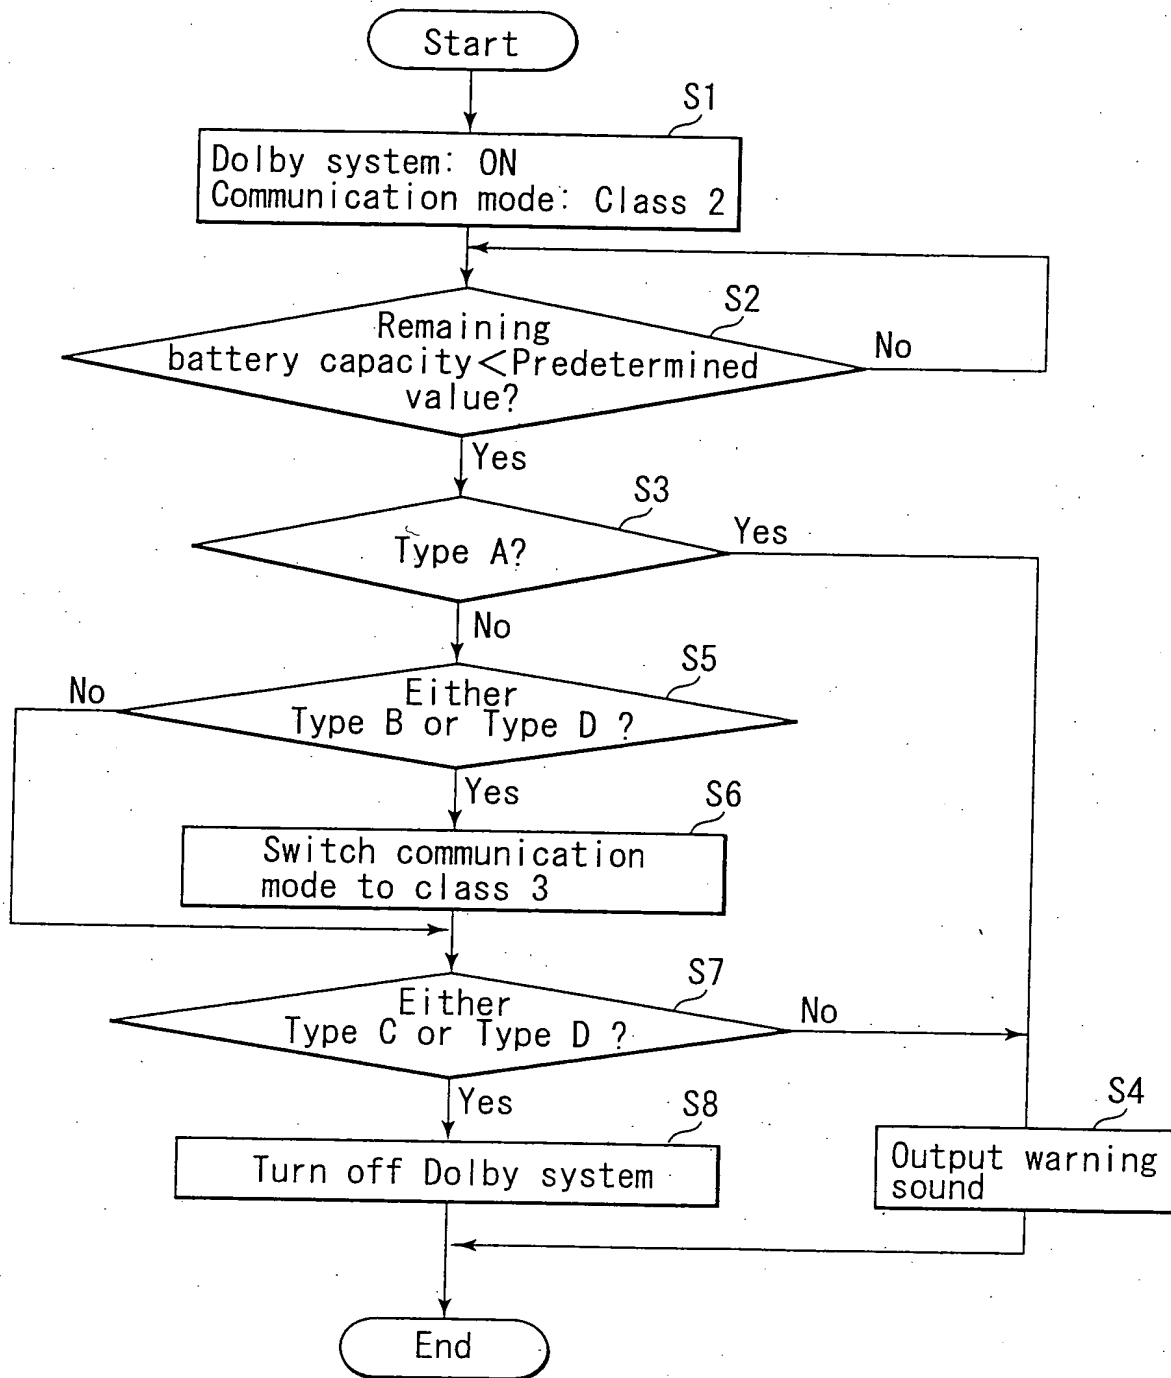 Start
S1
Dolby system: ON
Communication mode: Class 2
S2
Remaining
battery capacity<Predetermined
value?
No
Yes
S3
Type A?
Yes
No
S5
Either
Type B or Type D ?
No
Yes
S6
Switch communication
mode to class 3
S7
Either
Type C or Type D ?
No
Yes
S8
Turn off Dolby system
S4
Output warning
sound
End